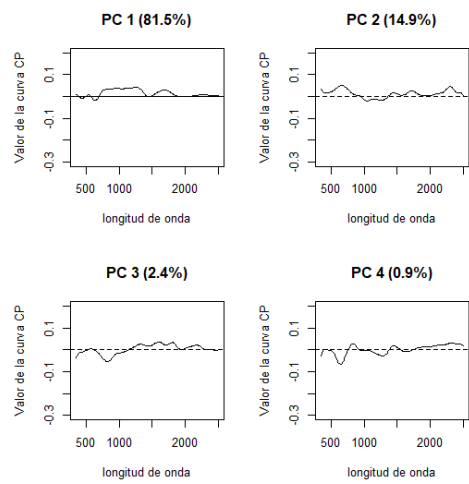 PC 1 (81.5%)
Valor de la curva CP
0.1
-0.1
-0.3
500 1000 2000
longitud de onda
PC 2 (14.9%)
Valor de la curva CP
0.1
-0.1
-0.3
500 1000 2000
longitud de onda
PC 3 (2.4%)
Valor de la curva CP
0.1
-0.1
-0.3
500 1000 2000
longitud de onda
PC 4 (0.9%)
Valor de la curva CP
0.1
-0.1
-0.3
500 1000 2000
longitud de onda